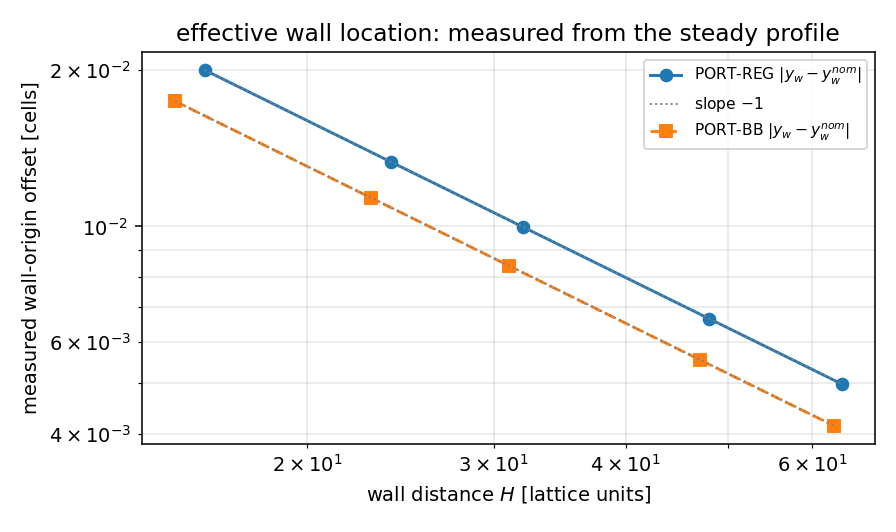 effective wall location: measured from the steady profile
measured wall-origin offset [cells]
2 × 10⁻²
10⁻²
6 × 10⁻³
4 × 10⁻³
PORT-REG |y_w − y_w^{nom}|
slope −1
PORT-BB |y_w − y_w^{nom}|
2 × 10¹ 3 × 10¹ 4 × 10¹ 6 × 10¹
wall distance H [lattice units]